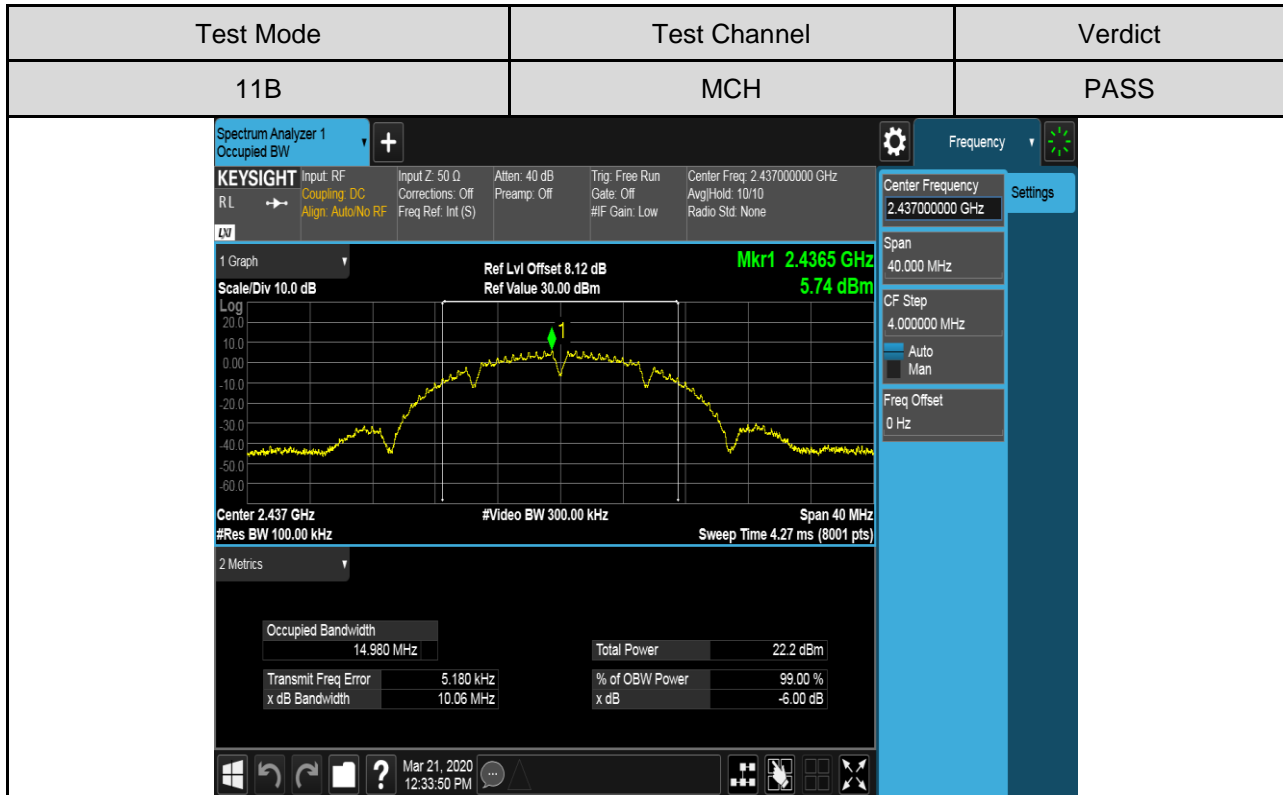 Test Mode Test Channel Verdict
11B MCH PASS
Spectrum Analyzer 1
Occupied BW
+
Frequency
KEYSIGHT Input: RF Input Z: 50 Ω Atten: 40 dB Trig: Free Run Center Freq: 2.437000000 GHz
RL Coupling: DC Corrections: Off Preamp: Off Gate: Off Avg|Hold: 10/10
Align: Auto/No RF Freq Ref: Int (S) #IF Gain: Low Radio Std: None
LXI
Center Frequency
2.437000000 GHz
Settings
Span
40.000 MHz
CF Step
4.000000 MHz
Auto
Man
Freq Offset
0 Hz
1 Graph
Ref Lvl Offset 8.12 dB
Mkr1 2.4365 GHz
Scale/Div 10.0 dB Ref Value 30.00 dBm 5.74 dBm
Log
20.0
10.0
0.00
-10.0
-20.0
-30.0
-40.0
-50.0
-60.0
1
Center 2.437 GHz #Video BW 300.00 kHz Span 40 MHz
#Res BW 100.00 kHz Sweep Time 4.27 ms (8001 pts)
2 Metrics
Occupied Bandwidth
14.980 MHz Total Power 22.2 dBm
Transmit Freq Error 5.180 kHz % of OBW Power 99.00 %
x dB Bandwidth 10.06 MHz x dB -6.00 dB
?
Mar 21, 2020
12:33:50 PM